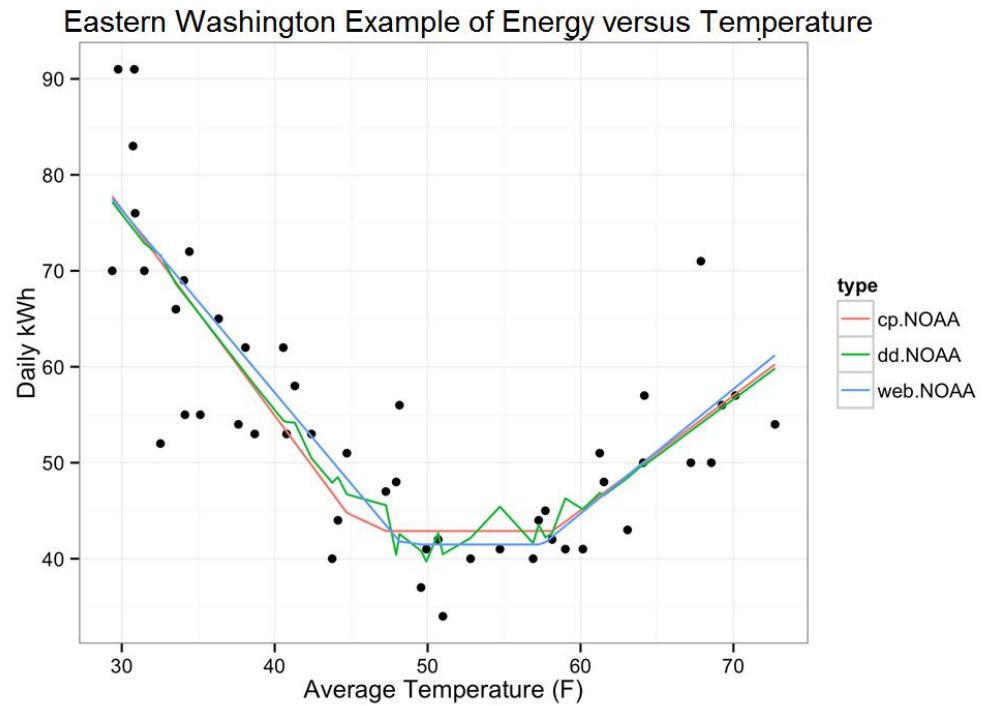 Eastern Washington Example of Energy versus Temperature
90
80
70
60
50
40
Daily kWh
30 40 50 60 70
Average Temperature (F)
type
cp.NOAA
dd.NOAA
web.NOAA